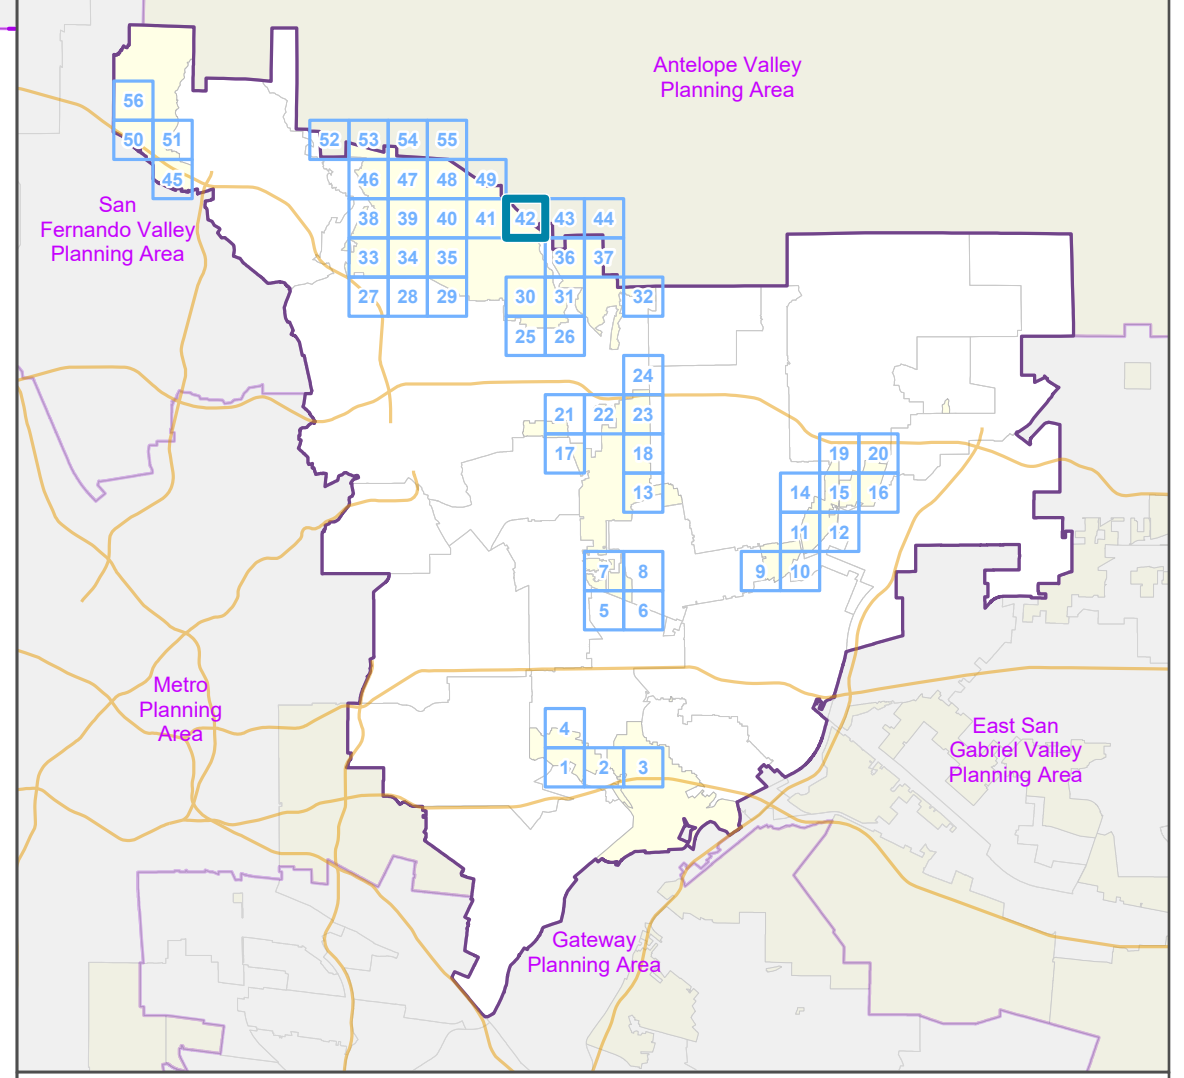 Antelope Valley
Planning Area
56
50 51
45
52 53 54 55
46 47 48 49
San
Fernando Valley
Planning Area
38 39 40 41 42 43 44
33 34 35 36 37
27 28 29 30 31 32
25 26
24
21 22 23
17 18
19 20
13
14 15 16
11 12
7 8
9 10
5 6
Metro
Planning
Area
4
1 2 3
East San
Gabriel Valley
Planning Area
Gateway
Planning Area